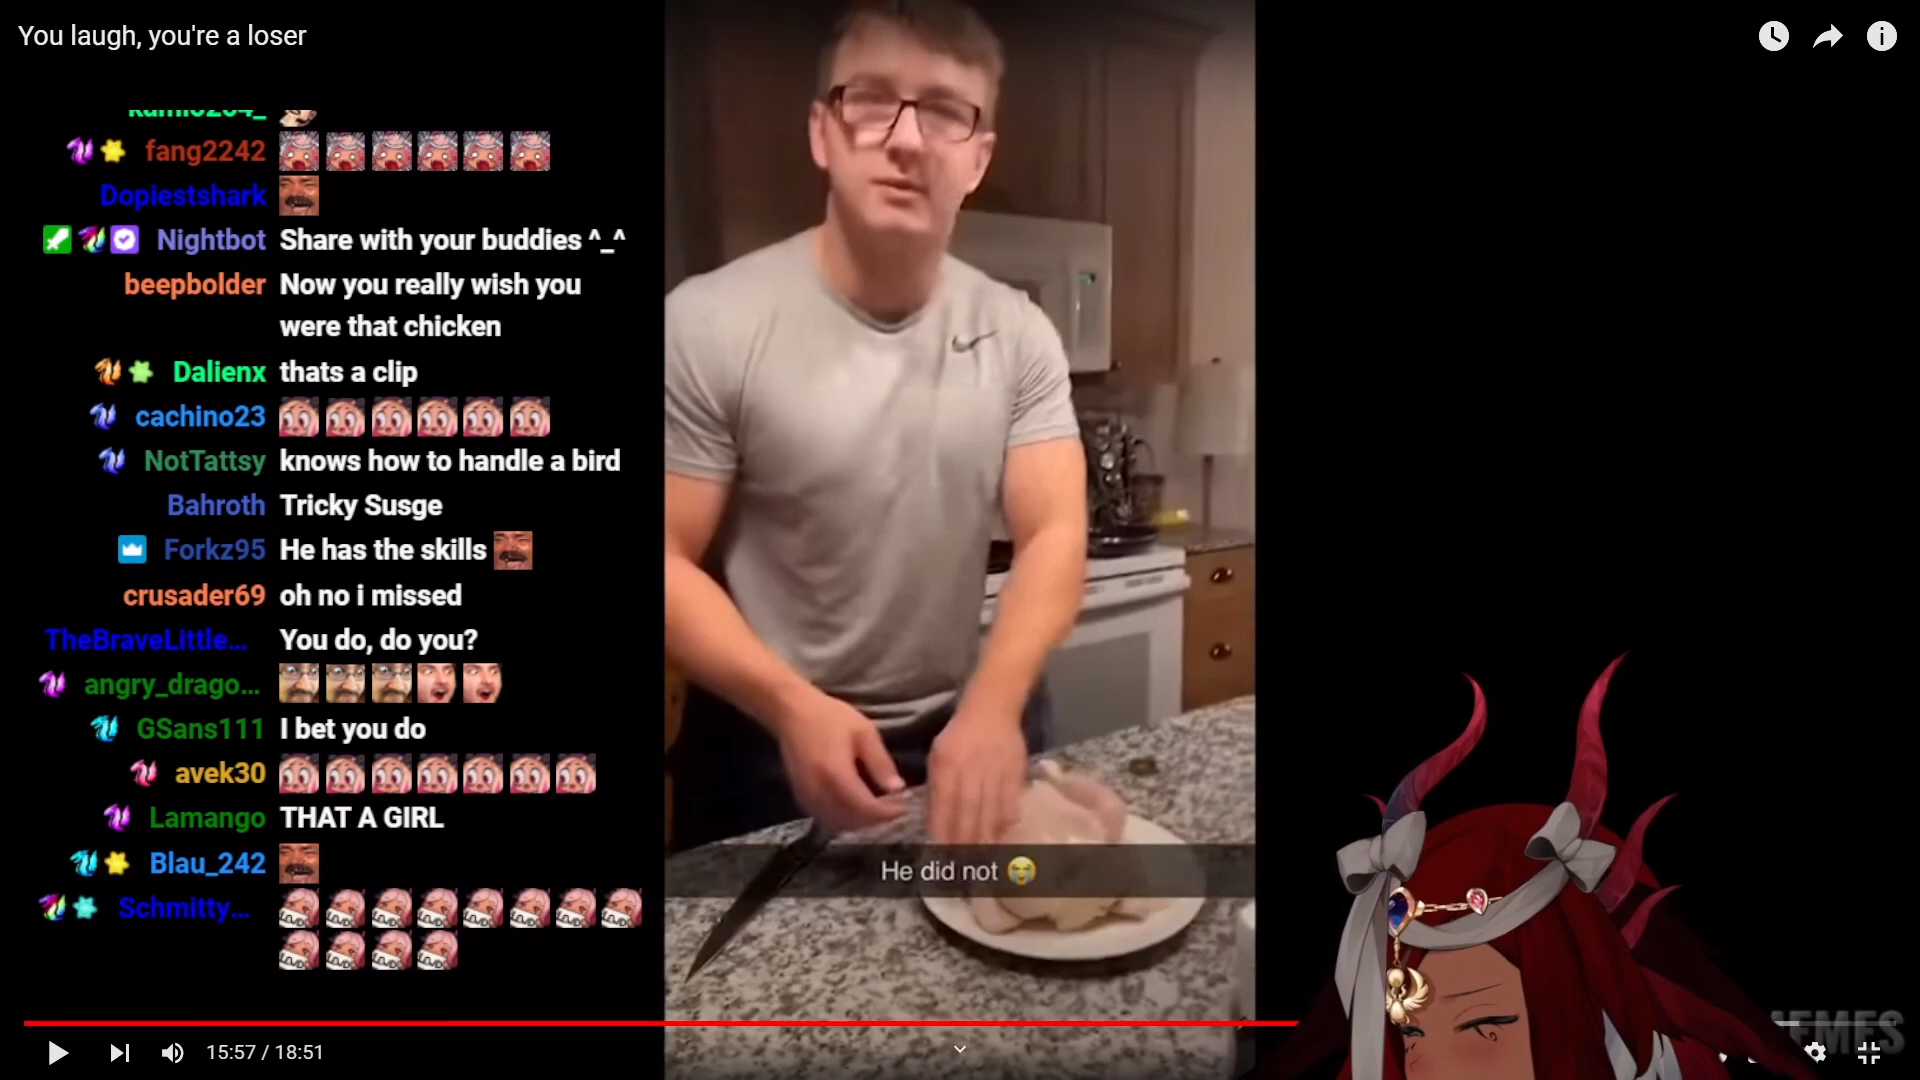 You laugh, you're a loser
fang2242
Dopiestshark
Nightbot Share with your buddies ^_^
beepbolder Now you really wish you
were that chicken
Dalienx thats a clip
cachino23
NotTattsy knows how to handle a bird
Bahroth Tricky Susge
Forkz95 He has the skills
crusader69 oh no i missed
TheBraveLittle... You do, do you?
angry_drago...
GSans111 I bet you do
avek30
Lamango THAT A GIRL
Blau_242
Schmitty...
He did not 😭
15:57 / 18:51